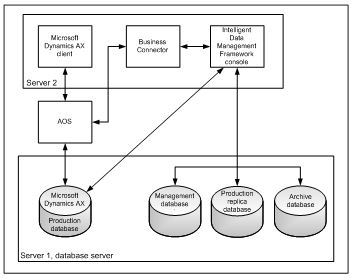 Microsoft
Dynamics AX
client
Business
Connector
Intelligent
Data
Management
Framework
console
Server 2
AOS
Microsoft
Dynamics AX
Production
database
Management
database
Production
replica
database
Archive
database
Server 1, database server